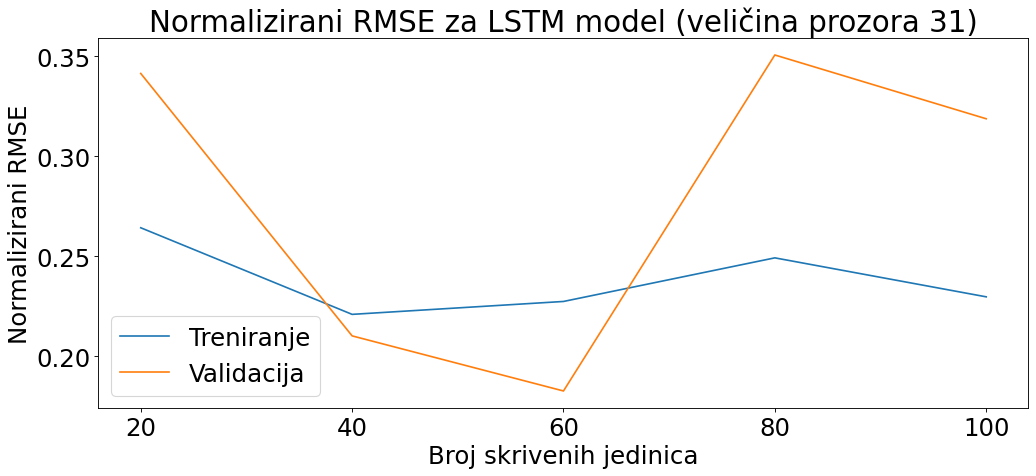 Normalizirani RMSE za LSTM model (veličina prozora 31)
Normalizirani RMSE
0.35
0.30
0.25
0.20
Treniranje
Validacija
20 40 60 80 100
Broj skrivenih jedinica